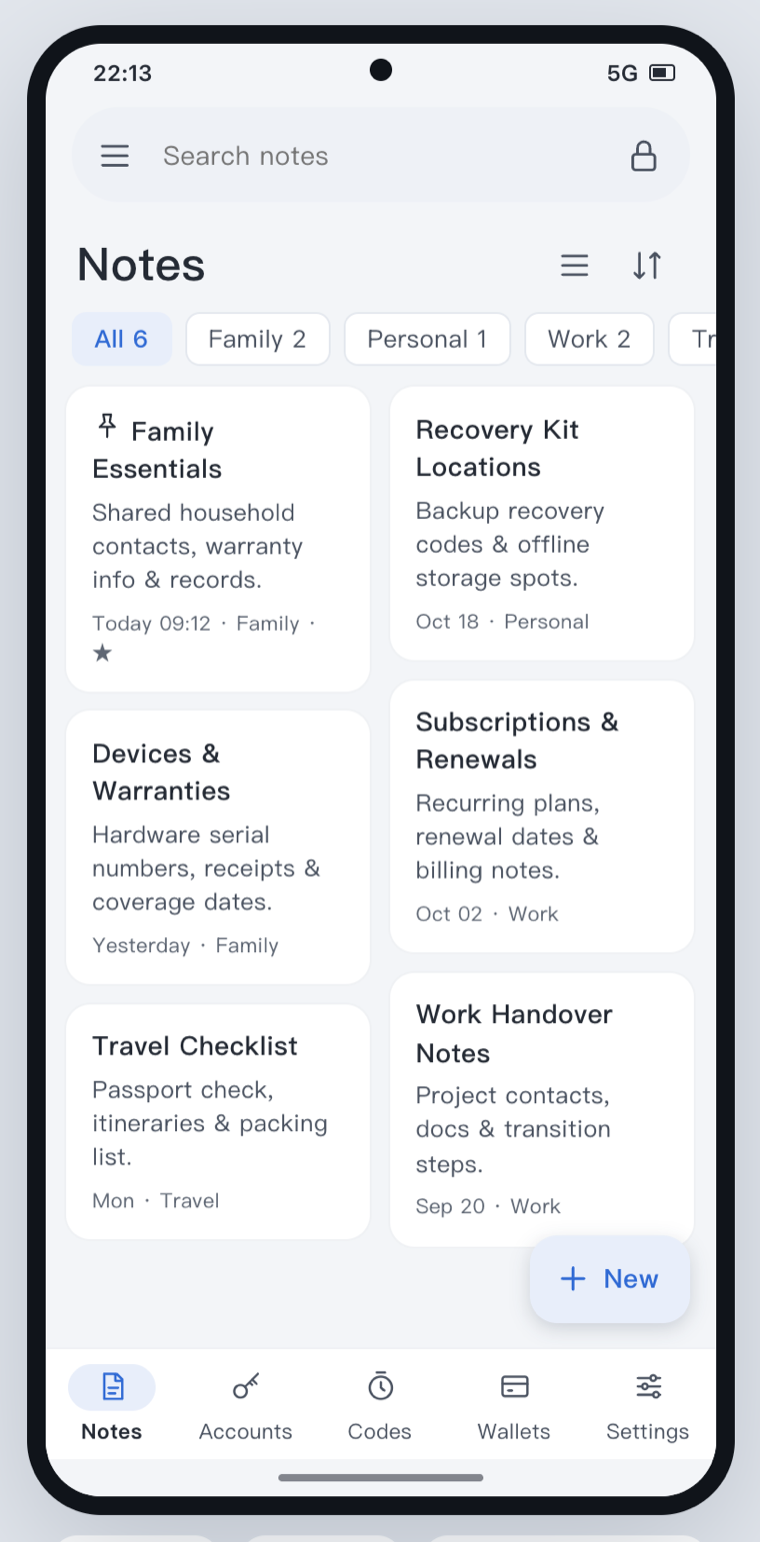 22:13
5G
Search notes
Notes
All 6
Family 2
Personal 1
Work 2
Tr
Family
Essentials
Shared household
contacts, warranty
info & records.
Today 09:12 · Family ·
★
Devices &
Warranties
Hardware serial
numbers, receipts &
coverage dates.
Yesterday · Family
Travel Checklist
Passport check,
itineraries & packing
list.
Mon · Travel
Recovery Kit
Locations
Backup recovery
codes & offline
storage spots.
Oct 18 · Personal
Subscriptions &
Renewals
Recurring plans,
renewal dates &
billing notes.
Oct 02 · Work
Work Handover
Notes
Project contacts,
docs & transition
steps.
Sep 20 · Work
New
Notes
Accounts
Codes
Wallets
Settings